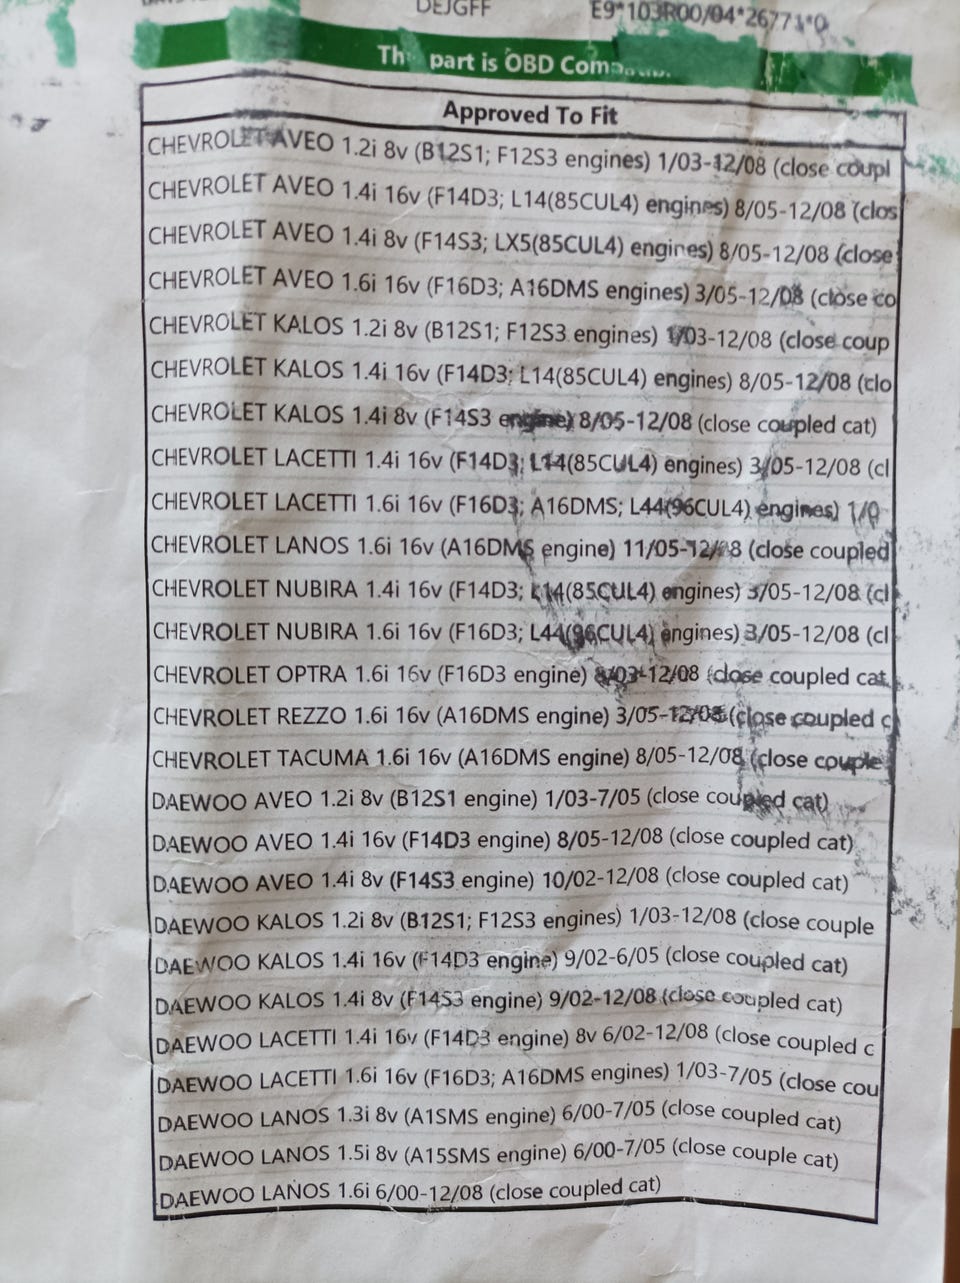 DEJGFF E9*103R00/04*26771*0
This part is OBD
Approved To Fit
CHEVROLET AVEO 1.2i 8v (B12S1; F12S3 engines) 1/03-12/08 (close coupl
CHEVROLET AVEO 1.4i 16v (F14D3; L14(85CUL4) engines) 8/05-12/08 (clos
CHEVROLET AVEO 1.4i 8v (F14S3; LX5(85CUL4) engines) 8/05-12/08 (close
CHEVROLET AVEO 1.6i 16v (F16D3; A16DMS engines) 3/05-12/08 (close co
CHEVROLET KALOS 1.2i 8v (B12S1; F12S3 engines) 1/03-12/08 (close coup
CHEVROLET KALOS 1.4i 16v (F14D3; L14(85CUL4) engines) 8/05-12/08 (clo
CHEVROLET KALOS 1.4i 8v (F14S3 engine) 8/05-12/08 (close coupled cat)
CHEVROLET LACETTI 1.4i 16v (F14D3; L14(85CUL4) engines) 3/05-12/08 (cl
CHEVROLET LACETTI 1.6i 16v (F16D3; A16DMS; L44(96CUL4) engines) 1/0
CHEVROLET LANOS 1.6i 16v (A16DMS engine) 11/05-12/08 (close coupled
CHEVROLET NUBIRA 1.4i 16v (F14D3; L14(85CUL4) engines) 3/05-12/08 (cl
CHEVROLET NUBIRA 1.6i 16v (F16D3; L44(96CUL4) engines) 3/05-12/08 (cl
CHEVROLET OPTRA 1.6i 16v (F16D3 engine) 8/03-12/08 (close coupled cat
CHEVROLET REZZO 1.6i 16v (A16DMS engine) 3/05-12/08 (close coupled c
CHEVROLET TACUMA 1.6i 16v (A16DMS engine) 8/05-12/08 (close couple
DAEWOO AVEO 1.2i 8v (B12S1 engine) 1/03-7/05 (close coupled cat)
DAEWOO AVEO 1.4i 16v (F14D3 engine) 8/05-12/08 (close coupled cat)
DAEWOO AVEO 1.4i 8v (F14S3 engine) 10/02-12/08 (close coupled cat)
DAEWOO KALOS 1.2i 8v (B12S1; F12S3 engines) 1/03-12/08 (close couple
DAEWOO KALOS 1.4i 16v (F14D3 engine) 9/02-6/05 (close coupled cat)
DAEWOO KALOS 1.4i 8v (F14S3 engine) 9/02-12/08 (close coupled cat)
DAEWOO LACETTI 1.4i 16v (F14D3 engine) 8v 6/02-12/08 (close coupled c
DAEWOO LACETTI 1.6i 16v (F16D3; A16DMS engines) 1/03-7/05 (close cou
DAEWOO LANOS 1.3i 8v (A1SMS engine) 6/00-7/05 (close coupled cat)
DAEWOO LANOS 1.5i 8v (A15SMS engine) 6/00-7/05 (close couple cat)
DAEWOO LANOS 1.6i 6/00-12/08 (close coupled cat)